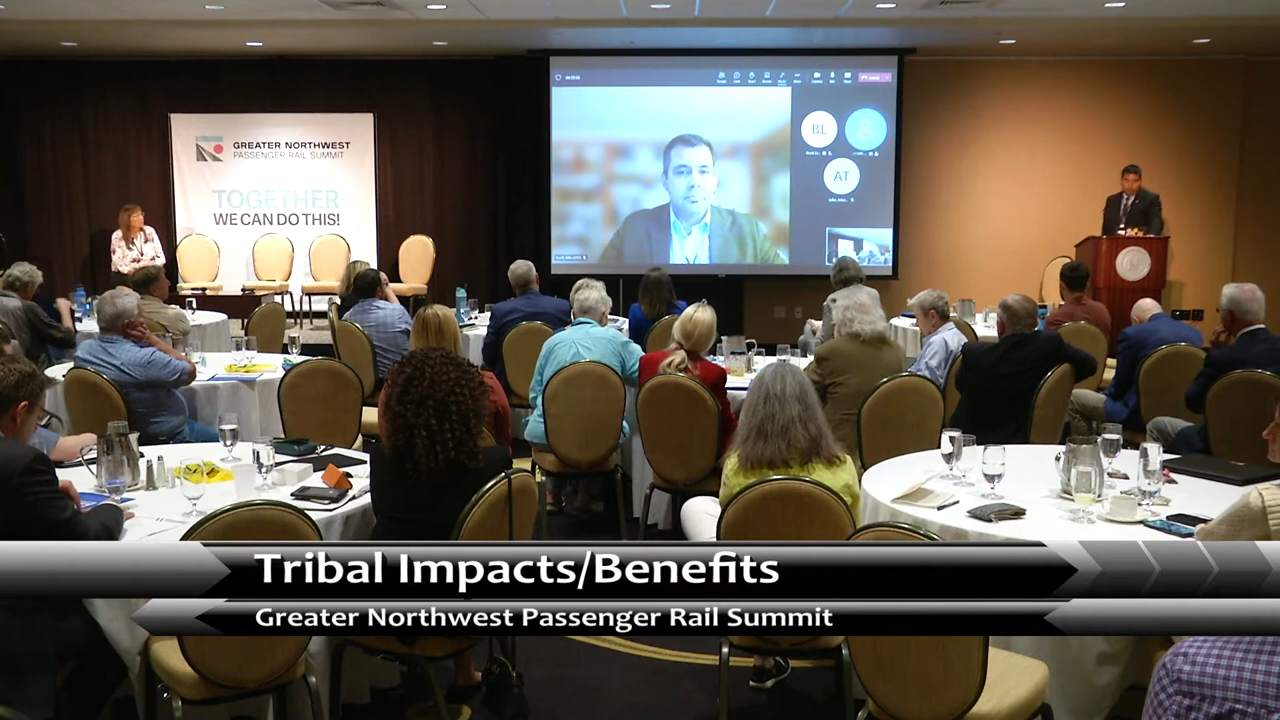 GREATER NORTHWEST
PASSENGER RAIL SUMMIT
TOGETHER
WE CAN DO THIS!
BL
AT
Tribal Impacts/Benefits
Greater Northwest Passenger Rail Summit